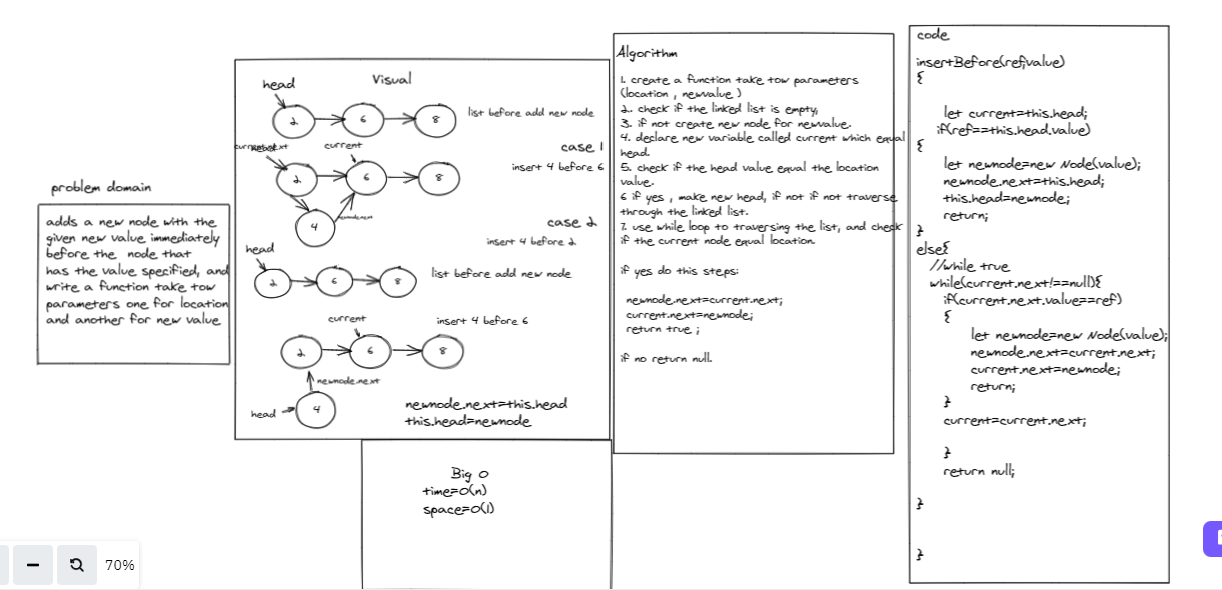 problem domain
adds a new node with the
given new value immediately
before the node that
has the value specified, and
write a function take tow
parameters one for location
and another for new value
Visual
head
2
6
8
list before add new node
case 1
current
insert 4 before 6
2
6
8
newnode.next
4
case 2
insert 4 before 2
head
2
6
8
list before add new node
current
insert 4 before 6
2
6
8
newnode.next
head
4
newnode.next=this.head
this.head=newnode
Big O
time=O(n)
space=O(1)
Algorithm
1. create a function take tow parameters
(location , newvalue )
2. check if the linked list is empty,
3. if not create new node for newvalue.
4. declare new variable called current which equal
head.
5. check if the head value equal the location
value.
6 if yes , make new head, if not if not traverse
through the linked list.
7. use while loop to traversing the list, and check
if the current node equal location.
if yes do this steps:
newnode.next=current.next;
current.next=newnode;
return true ;
if no return null.
code
insertBefore(ref,value)
{
let current=this.head;
if(ref==this.head.value)
{
let newnode=new Node(value);
newnode.next=this.head;
this.head=newnode;
return;
}
else{
//while true
while(current.next!==null){
if(current.next.value==ref)
{
let newnode=new Node(value);
newnode.next=current.next;
current.next=newnode;
return;
}
current=current.next;
}
return null;
}
}
70%